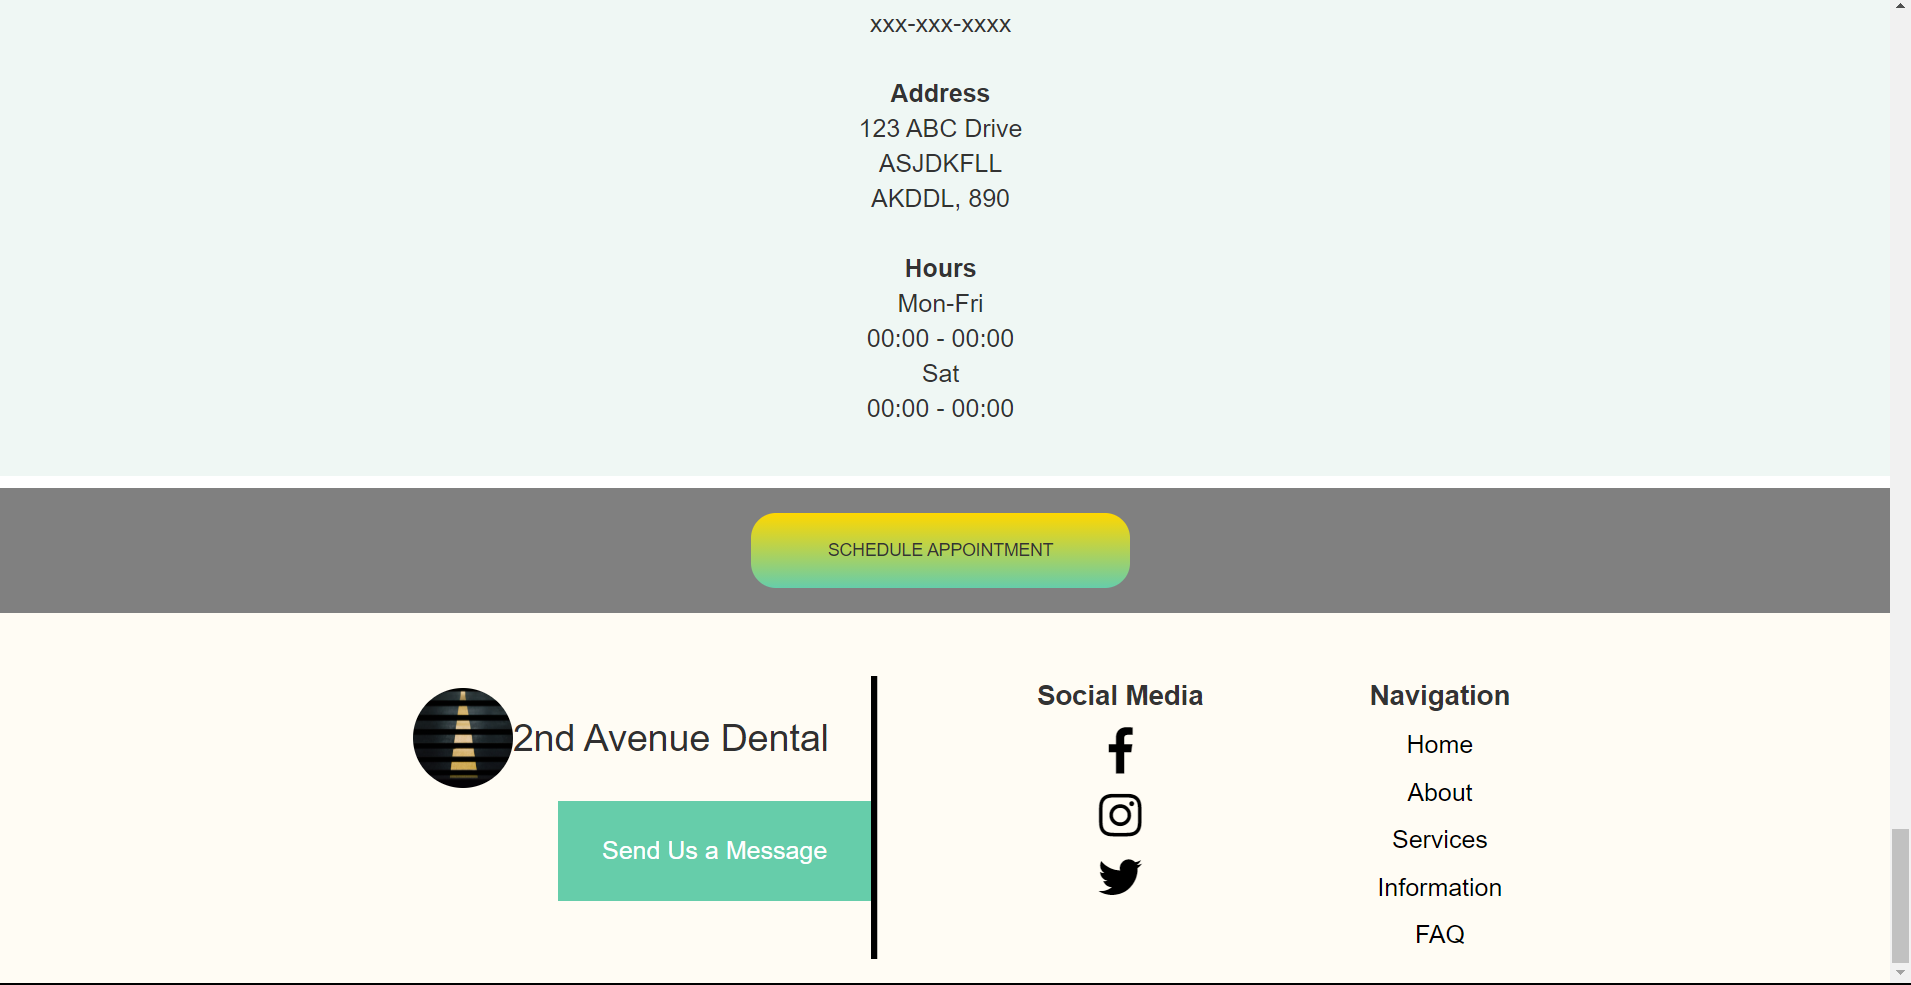 xxx-xxx-xxxx
Address
123 ABC Drive
ASJDKFLL
AKDDL, 890
Hours
Mon-Fri
00:00 - 00:00
Sat
00:00 - 00:00
SCHEDULE APPOINTMENT
2nd Avenue Dental
Send Us a Message
Social Media
Navigation
Home
About
Services
Information
FAQ